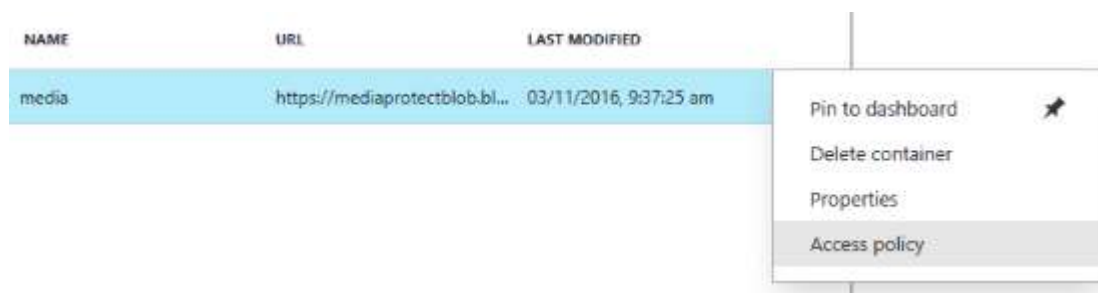 NAME URL LAST MODIFIED
media https://mediaprotectblob.bl... 03/11/2016, 9:37:25 am
Pin to dashboard
Delete container
Properties
Access policy